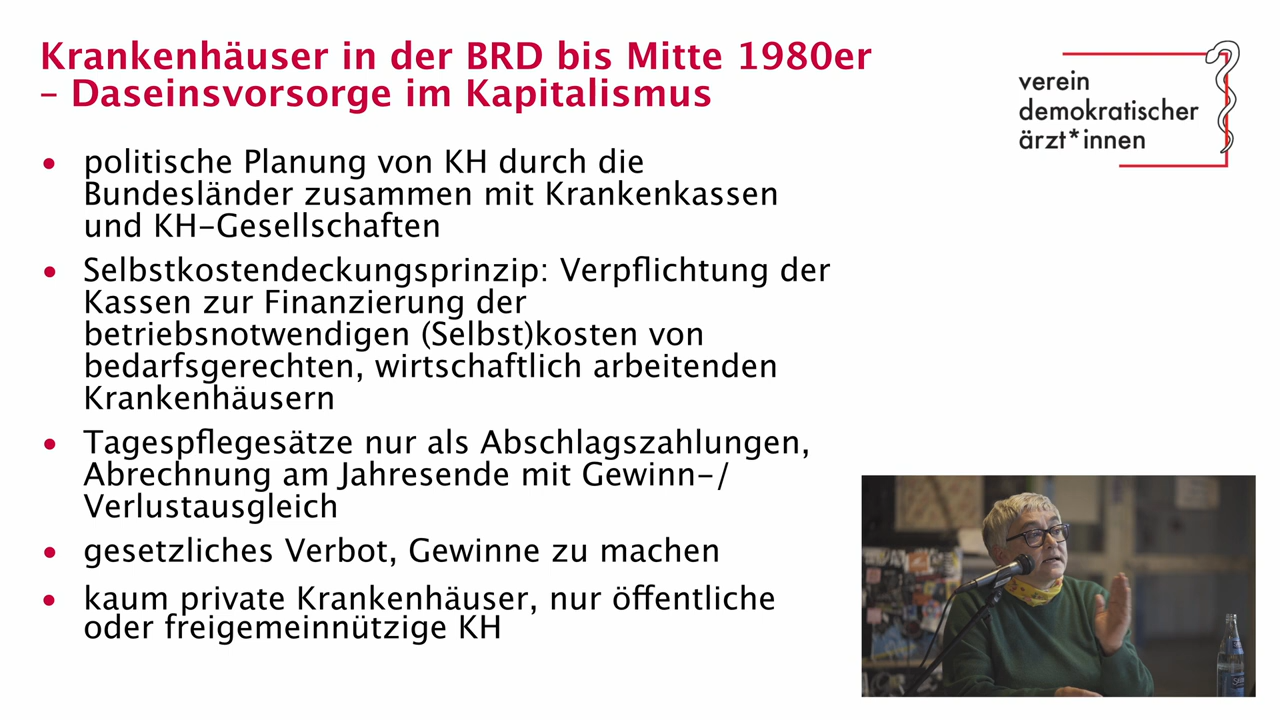 Krankenhäuser in der BRD bis Mitte 1980er
– Daseinsvorsorge im Kapitalismus
verein
demokratischer
ärzt*innen
• politische Planung von KH durch die
Bundesländer zusammen mit Krankenkassen
und KH-Gesellschaften
• Selbstkostendeckungsprinzip: Verpflichtung der
Kassen zur Finanzierung der
betriebsnotwendigen (Selbst)kosten von
bedarfsgerechten, wirtschaftlich arbeitenden
Krankenhäusern
• Tagespflegesätze nur als Abschlagszahlungen,
Abrechnung am Jahresende mit Gewinn-/
Verlustausgleich
• gesetzliches Verbot, Gewinne zu machen
• kaum private Krankenhäuser, nur öffentliche
oder freigemeinnützige KH